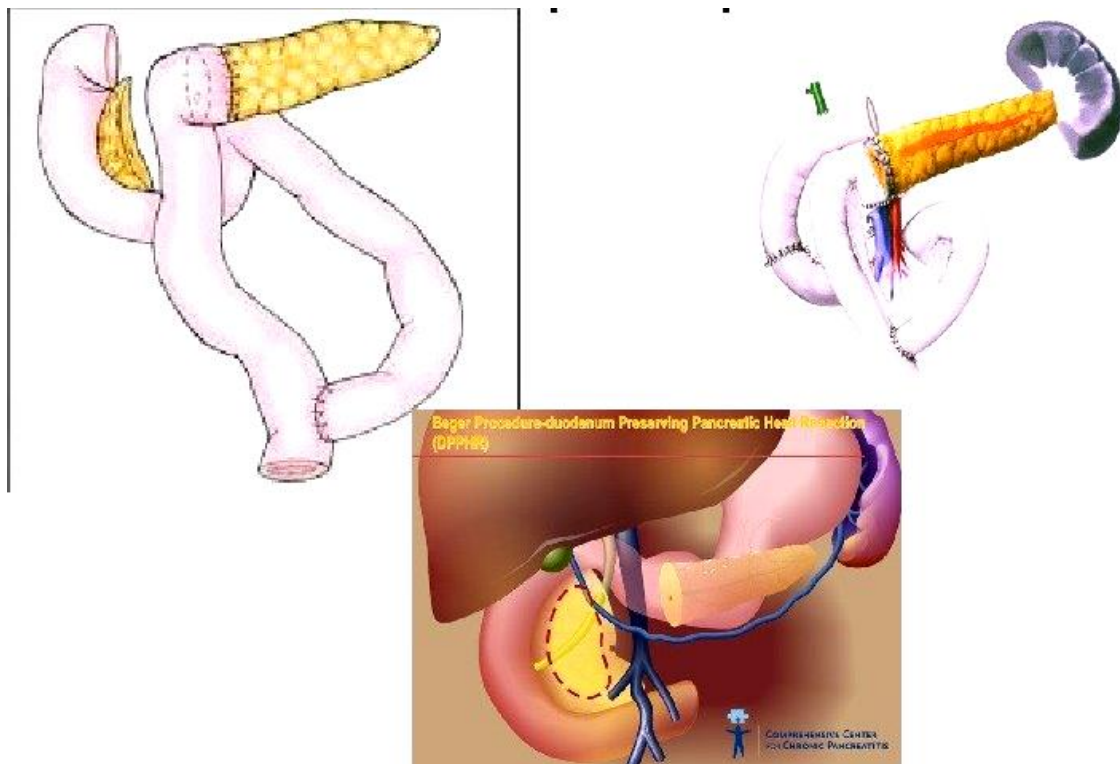 Beger Procedure-duodenum Preserving Pancreatic Head Resection
(DPPHR)
COMPREHENSIVE CENTER
FOR CHRONIC PANCREATITIS